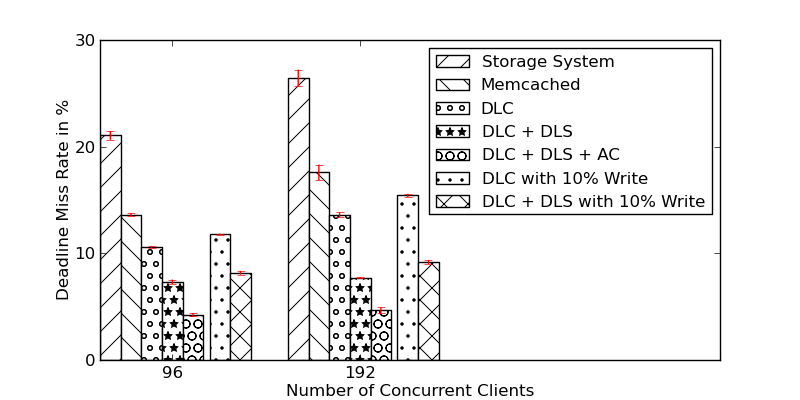 30
20
10
0
Deadline Miss Rate in %
Storage System
Memcached
DLC
DLC + DLS
DLC + DLS + AC
DLC with 10% Write
DLC + DLS with 10% Write
96 192
Number of Concurrent Clients